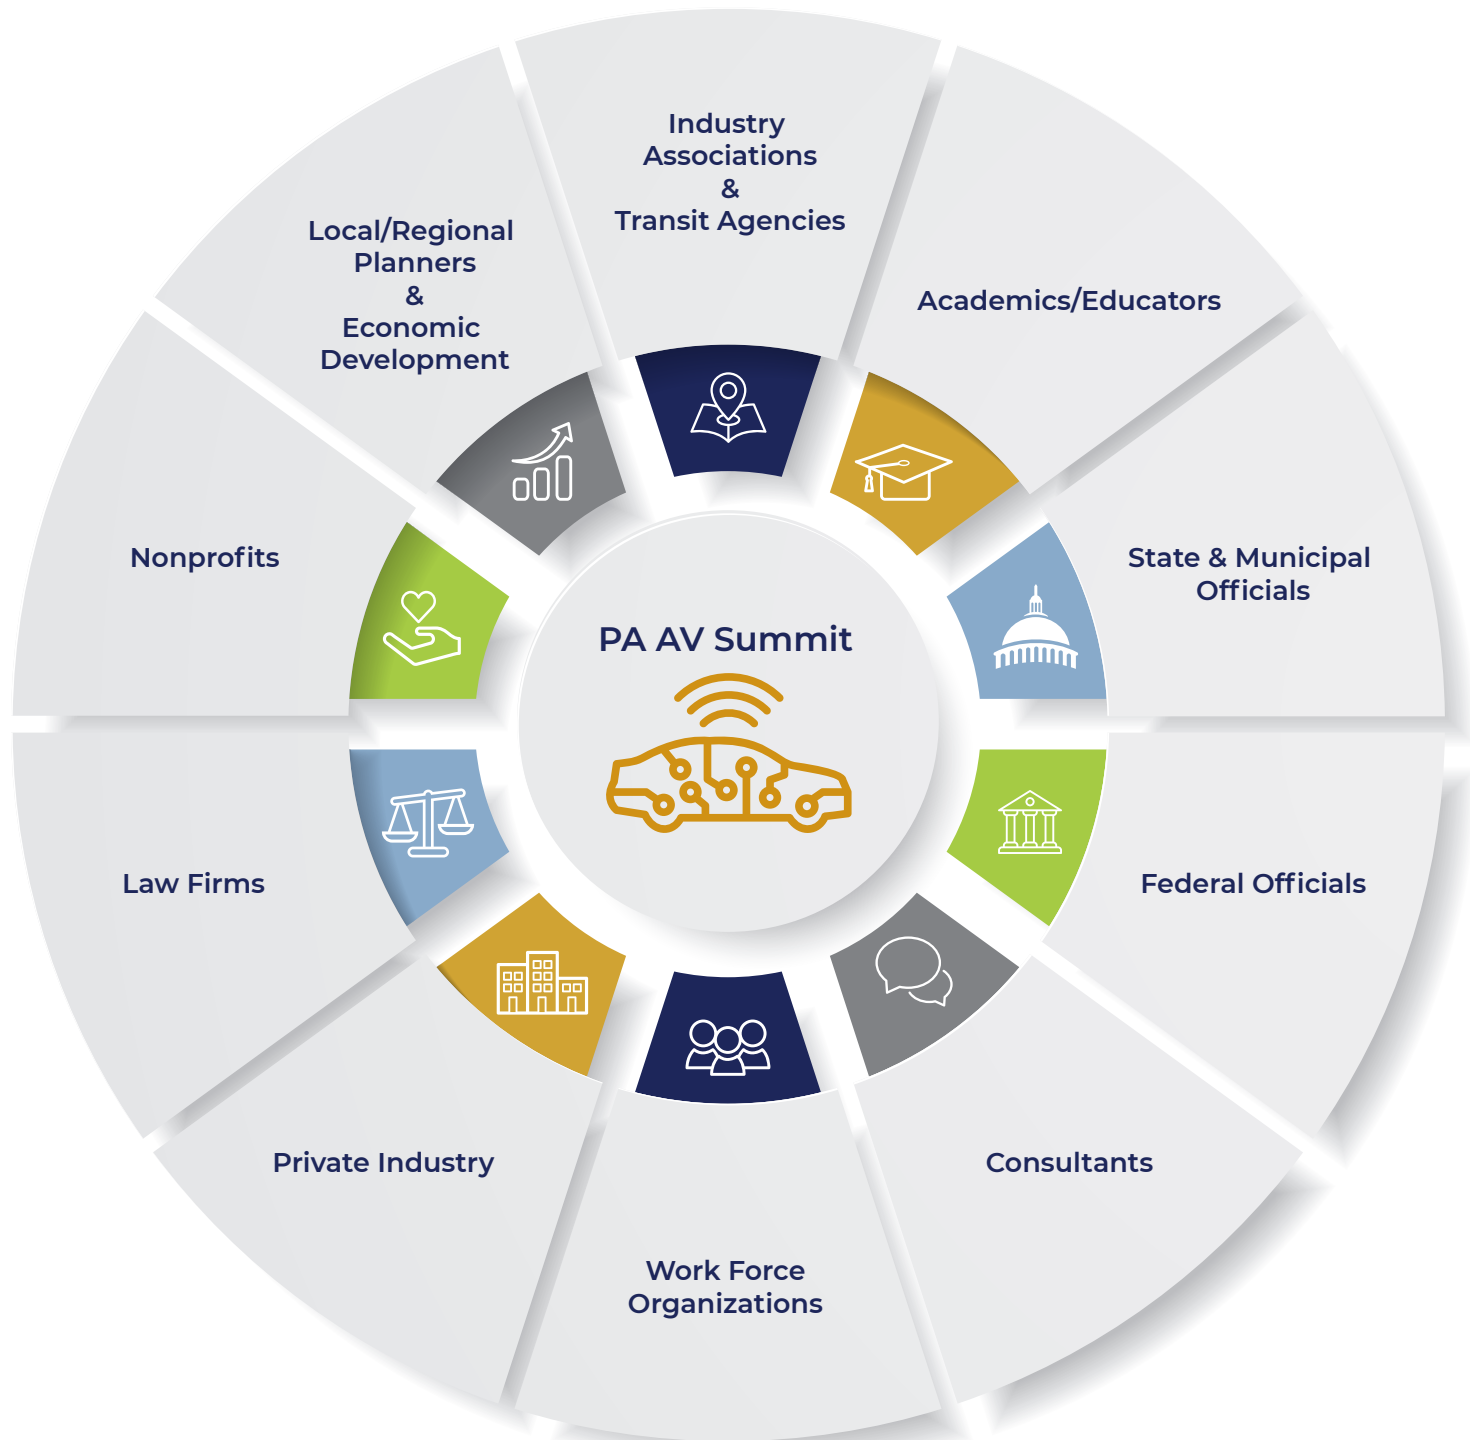 Industry
Associations
&
Transit Agencies
Academics/Educators
State & Municipal
Officials
Federal Officials
Consultants
Work Force
Organizations
Private Industry
Law Firms
Nonprofits
Local/Regional
Planners
&
Economic
Development
PA AV Summit